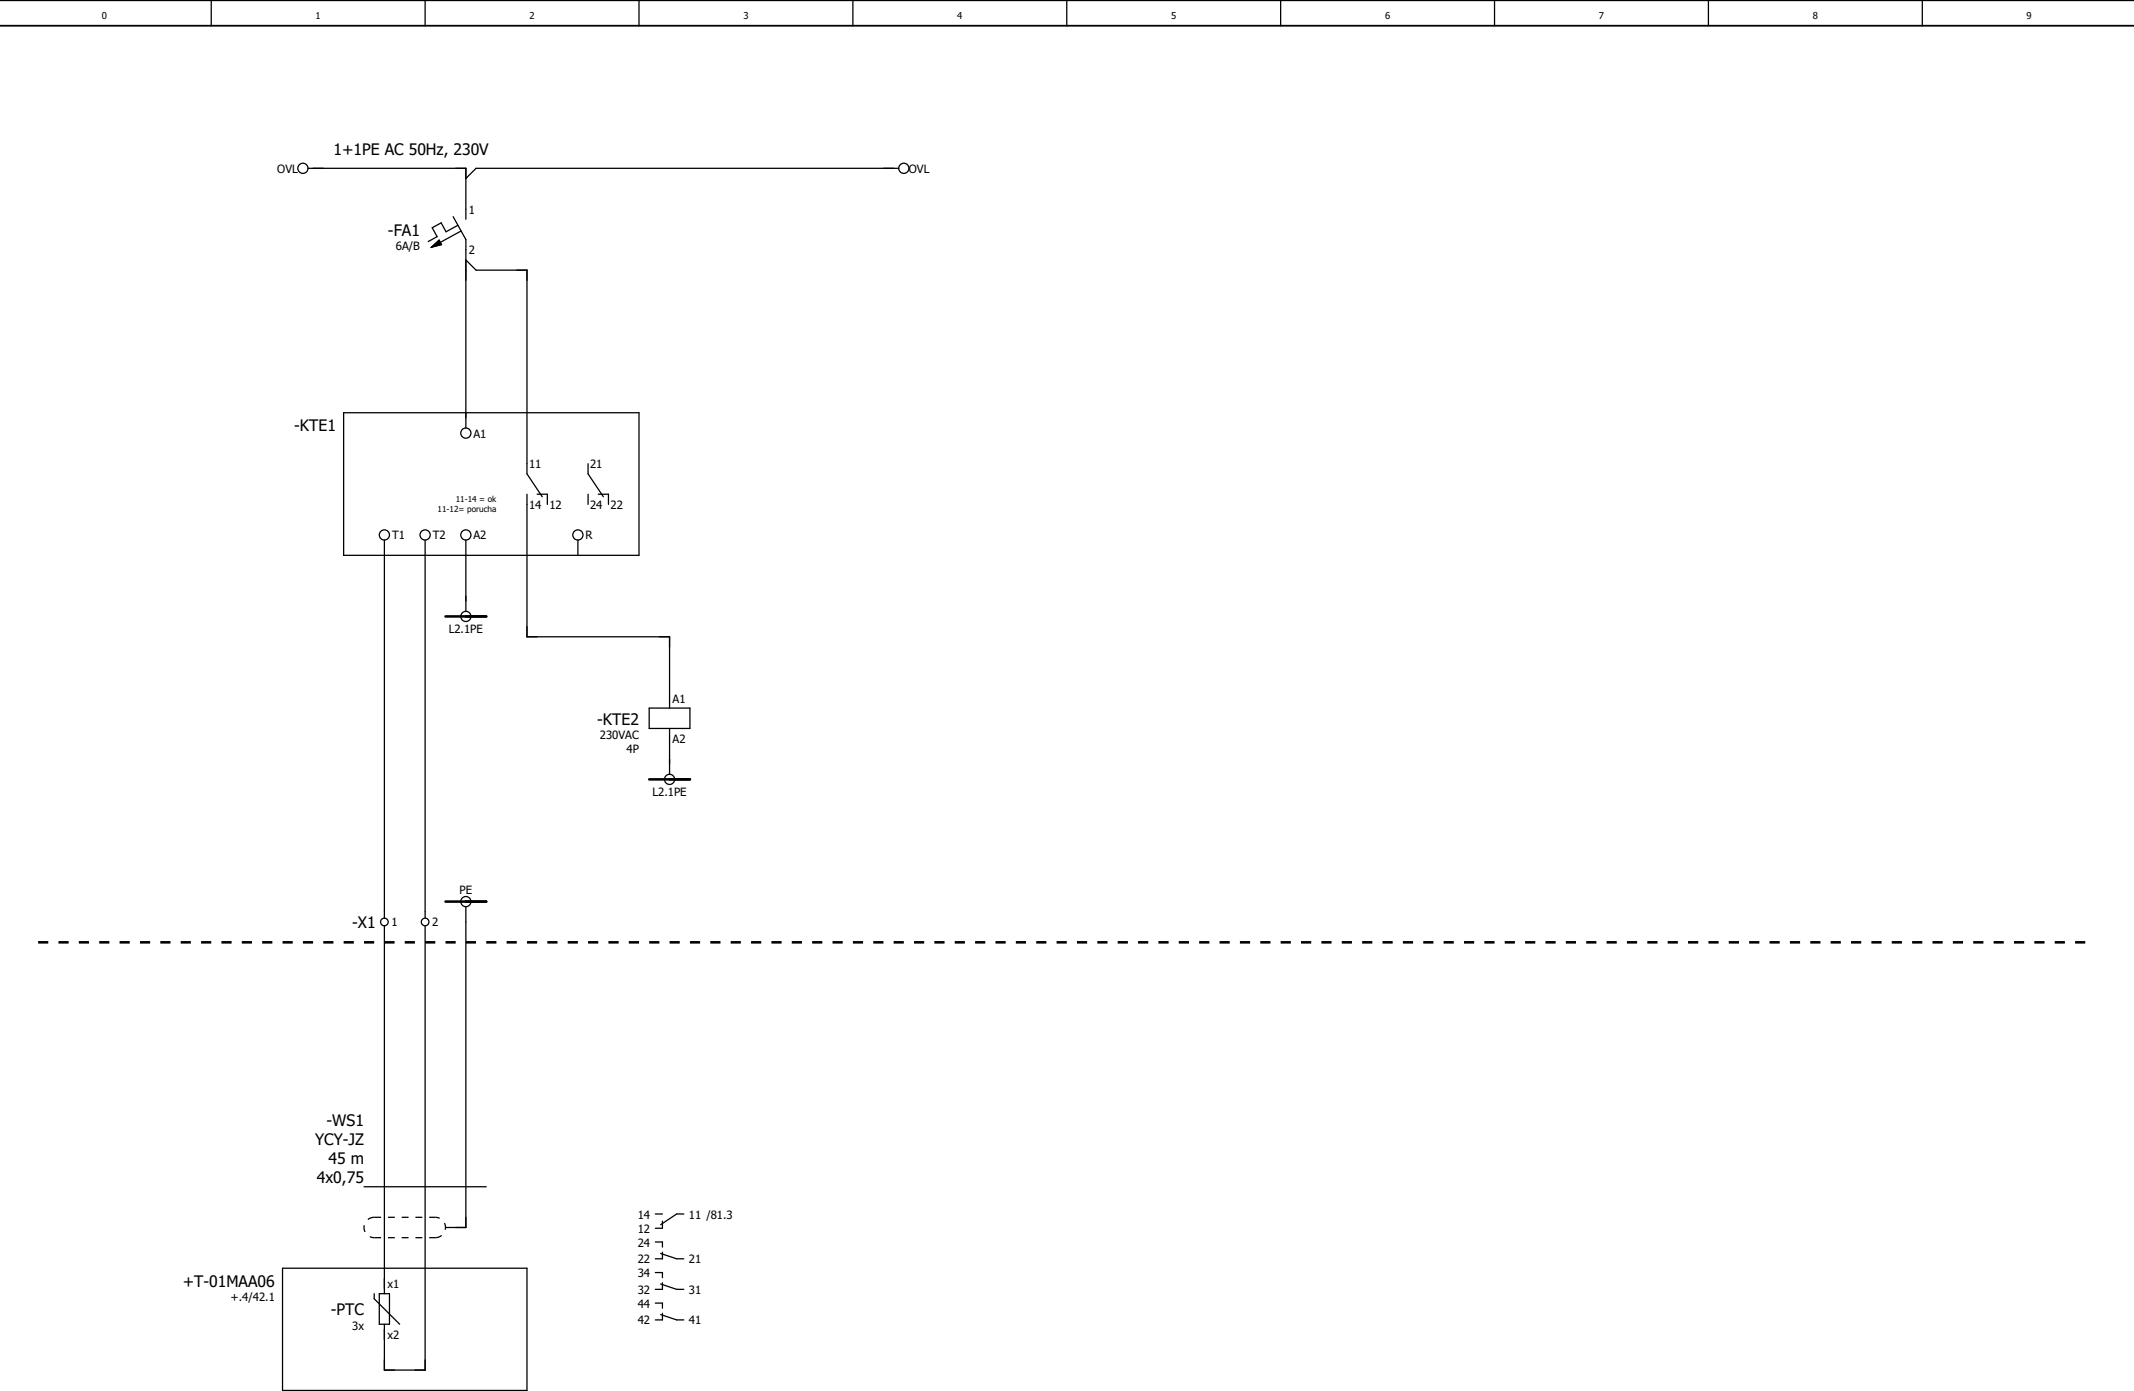 0 1 2 3 4 5 6 7 8 9
1+1PE AC 50Hz, 230V
OVL OVL
1
-FA1
6A/B
2
-KTE1
A1
11 21
11-14 = ok
11-12= porucha
14 12 24 22
T1 T2 A2 R
L2.1PE
A1
-KTE2
230VAC
4P
A2
L2.1PE
PE
-X1 1 2
-WS1
YCY-JZ
45 m
4x0,75
14 11 /81.3
12
24
22 21
34
32 31
44
42 41
+T-01MAA06
+.4/42.1
x1
-PTC
3x
x2